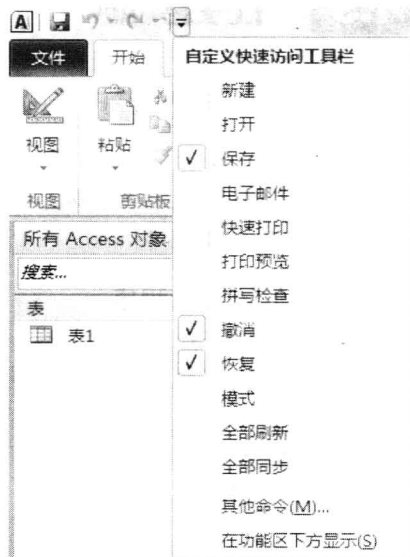 A
文件
开始
自定义快速访问工具栏
新建
打开
保存
电子邮件
快速打印
打印预览
拼写检查
撤消
恢复
模式
全部刷新
全部同步
其他命令(M)...
在功能区下方显示(S)
视图
粘贴
视图
剪贴板
所有 Access 对象
搜索...
表
表1